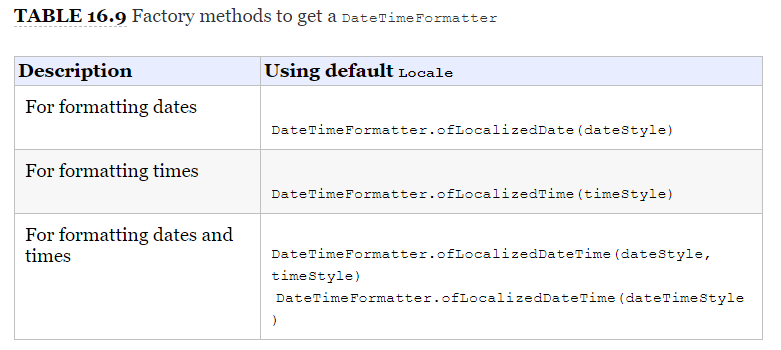 TABLE 16.9 Factory methods to get a DateTimeFormatter
Description
Using default Locale
For formatting dates
DateTimeFormatter.ofLocalizedDate(dateStyle)
For formatting times
DateTimeFormatter.ofLocalizedTime(timeStyle)
For formatting dates and
times
DateTimeFormatter.ofLocalizedDateTime(dateStyle,
timeStyle)
DateTimeFormatter.ofLocalizedDateTime(dateTimeStyle
)